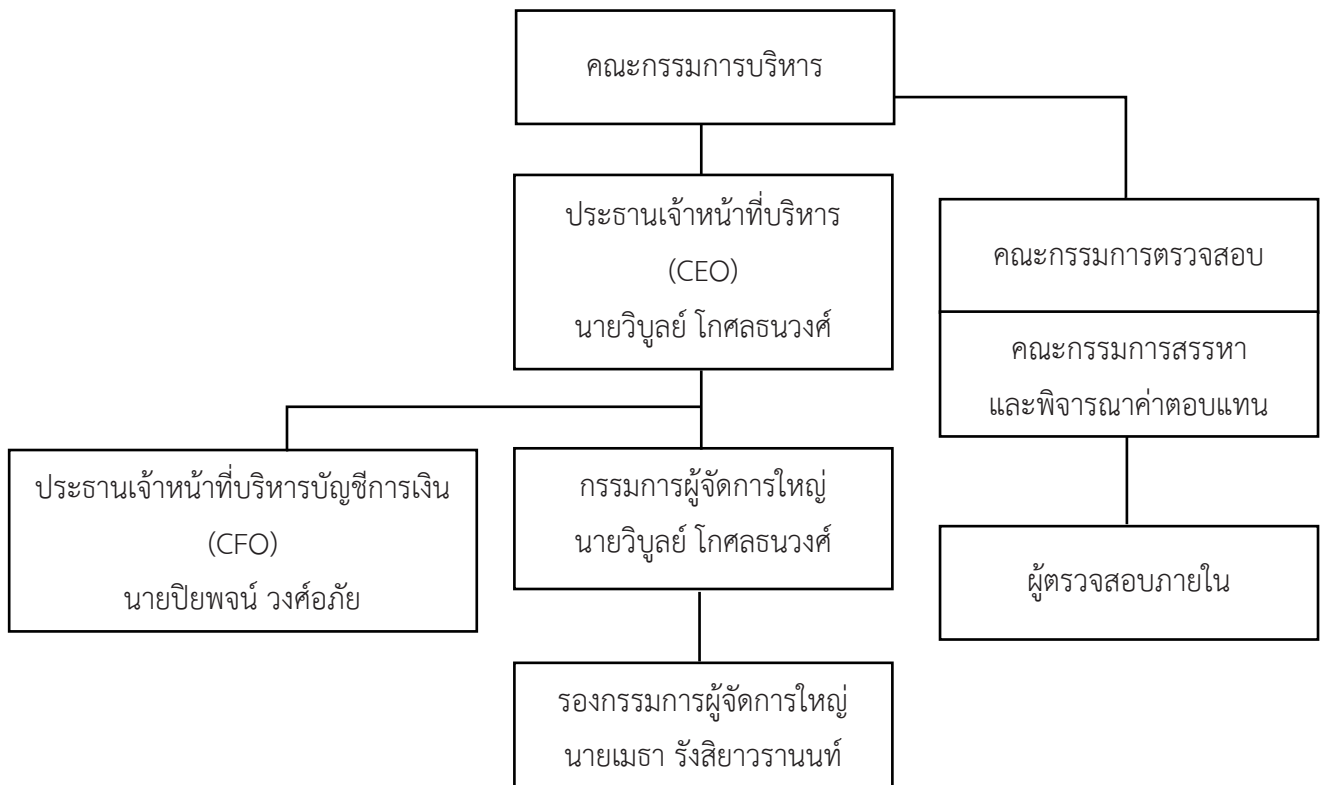 คณะกรรมการบริหาร
ประธานเจ้าหน้าที่บริหาร
(CEO)
นายวิบูลย์ โกศลธนวงศ์
คณะกรรมการตรวจสอบ
คณะกรรมการสรรหา
และพิจารณาค่าตอบแทน
ประธานเจ้าหน้าที่บริหารบัญชีการเงิน
(CFO)
นายปิยพจน์ วงศ์อภัย
กรรมการผู้จัดการใหญ่
นายวิบูลย์ โกศลธนวงศ์
ผู้ตรวจสอบภายใน
รองกรรมการผู้จัดการใหญ่
นายเมธา รังสิยาวรานนท์